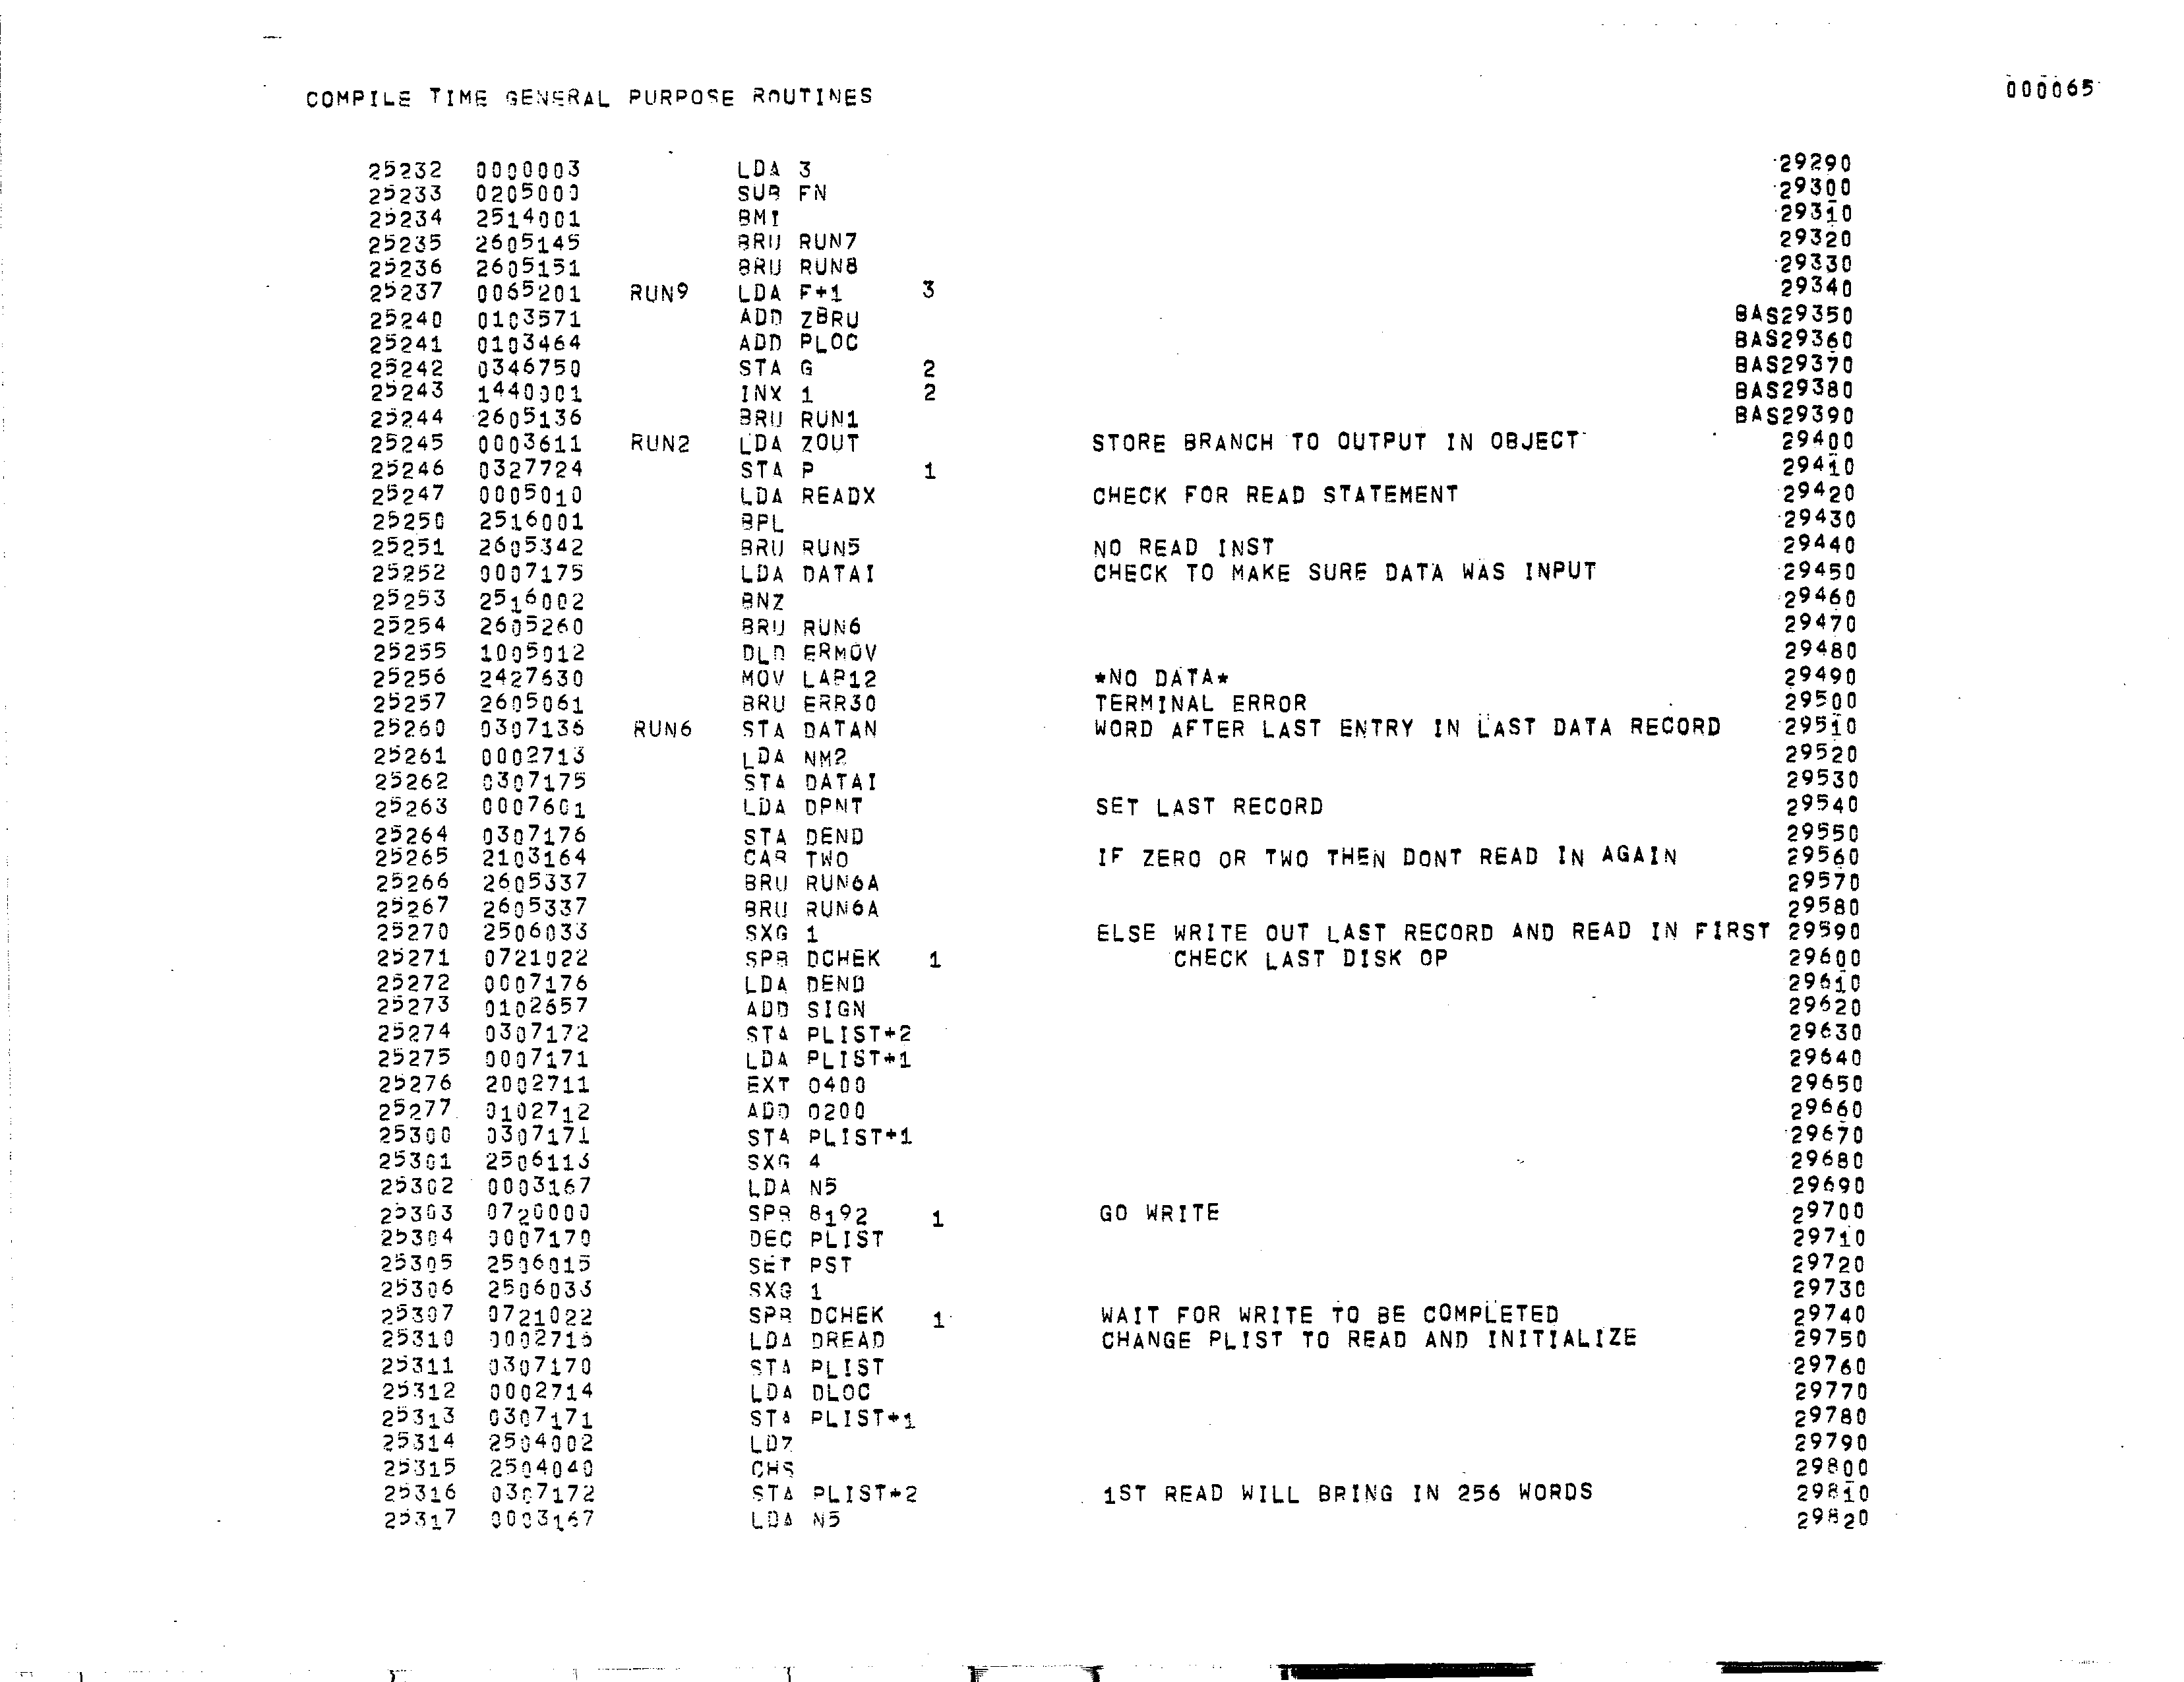 000065
COMPILE TIME GENERAL PURPOSE ROUTINES
25232 0000003 LDA 3 29290
25233 0205000 SUB FN 29300
25234 2514001 BMI 29310
25235 2605145 BRU RUN7 29320
25236 2605151 BRU RUN8 29330
25237 0065201 RUN9 LDA F+1 3 29340
25240 0103571 ADD ZBRU BAS29350
25241 0103464 ADD PLOC BAS29360
25242 0346750 STA G 2 BAS29370
25243 1440001 INX 1 2 BAS29380
25244 2605136 BRU RUN1 BAS29390
25245 0003611 RUN2 LDA ZOUT STORE BRANCH TO OUTPUT IN OBJECT 29400
25246 0327724 STA P 1 29410
25247 0005010 LDA READX CHECK FOR READ STATEMENT 29420
25250 2516001 BPL 29430
25251 2605342 BRU RUN5 NO READ INST 29440
25252 0007175 LDA DATAI CHECK TO MAKE SURE DATA WAS INPUT 29450
25253 2516002 BNZ 29460
25254 2605260 BRU RUN6 29470
25255 1005012 DLD ERMOV 29480
25256 2427630 MOV LAP12 *NO DATA* 29490
25257 2605061 BRU ERR30 TERMINAL ERROR 29500
25260 0307136 RUN6 STA DATAN WORD AFTER LAST ENTRY IN LAST DATA RECORD 29510
25261 0002713 LDA NM2 29520
25262 0307175 STA DATAI 29530
25263 0007601 LDA DPNT SET LAST RECORD 29540
25264 0307176 STA DEND 29550
25265 2103164 CAB TWO IF ZERO OR TWO THEN DONT READ IN AGAIN 29560
25266 2605337 BRU RUN6A 29570
25267 2605337 BRU RUN6A 29580
25270 2506033 SXG 1 ELSE WRITE OUT LAST RECORD AND READ IN FIRST 29590
25271 0721022 SPB DCHEK 1 CHECK LAST DISK OP 29600
25272 0007176 LDA DEND 29610
25273 0102657 ADD SIGN 29620
25274 0307172 STA PLIST+2 29630
25275 0007171 LDA PLIST+1 29640
25276 2002711 EXT 0400 29650
25277 0102712 ADD 0200 29660
25300 0307171 STA PLIST+1 29670
25301 2506113 SXG 4 29680
25302 0003167 LDA N5 29690
25303 0720000 SPB 8192 1 GO WRITE 29700
25304 0007170 DEC PLIST 29710
25305 2506015 SET PST 29720
25306 2506033 SXG 1 29730
25307 0721022 SPB DCHEK 1 WAIT FOR WRITE TO BE COMPLETED 29740
25310 0002715 LDA DREAD CHANGE PLIST TO READ AND INITIALIZE 29750
25311 0307170 STA PLIST 29760
25312 0002714 LDA DLOC 29770
25313 0307171 STA PLIST+1 29780
25314 2504002 LDZ 29790
25315 2504040 CHS 29800
25316 0307172 STA PLIST+2 1ST READ WILL BRING IN 256 WORDS 29810
25317 0003167 LDA N5 29820